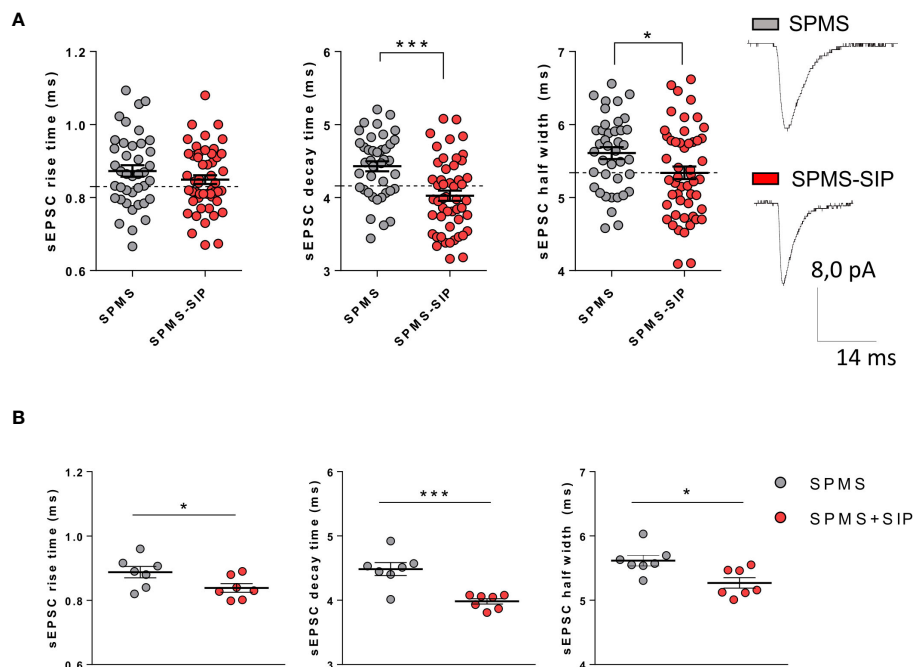 A
sEPSC rise time (ms)
1.2
1.0
0.8
0.6
SPMS
SPMS-SIP
sEPSC decay time (ms)
6
5
4
3
***
SPMS
SPMS-SIP
sEPSC half width (ms)
7
6
5
4
*
SPMS
SPMS-SIP
SPMS
SPMS-SIP
8,0 pA
14 ms
B
sEPSC rise time (ms)
1.2
1.0
0.8
0.6
*
sEPSC decay time (ms)
6
5
4
3
***
sEPSC half width (ms)
7
6
5
4
*
SPMS
SPMS+SIP